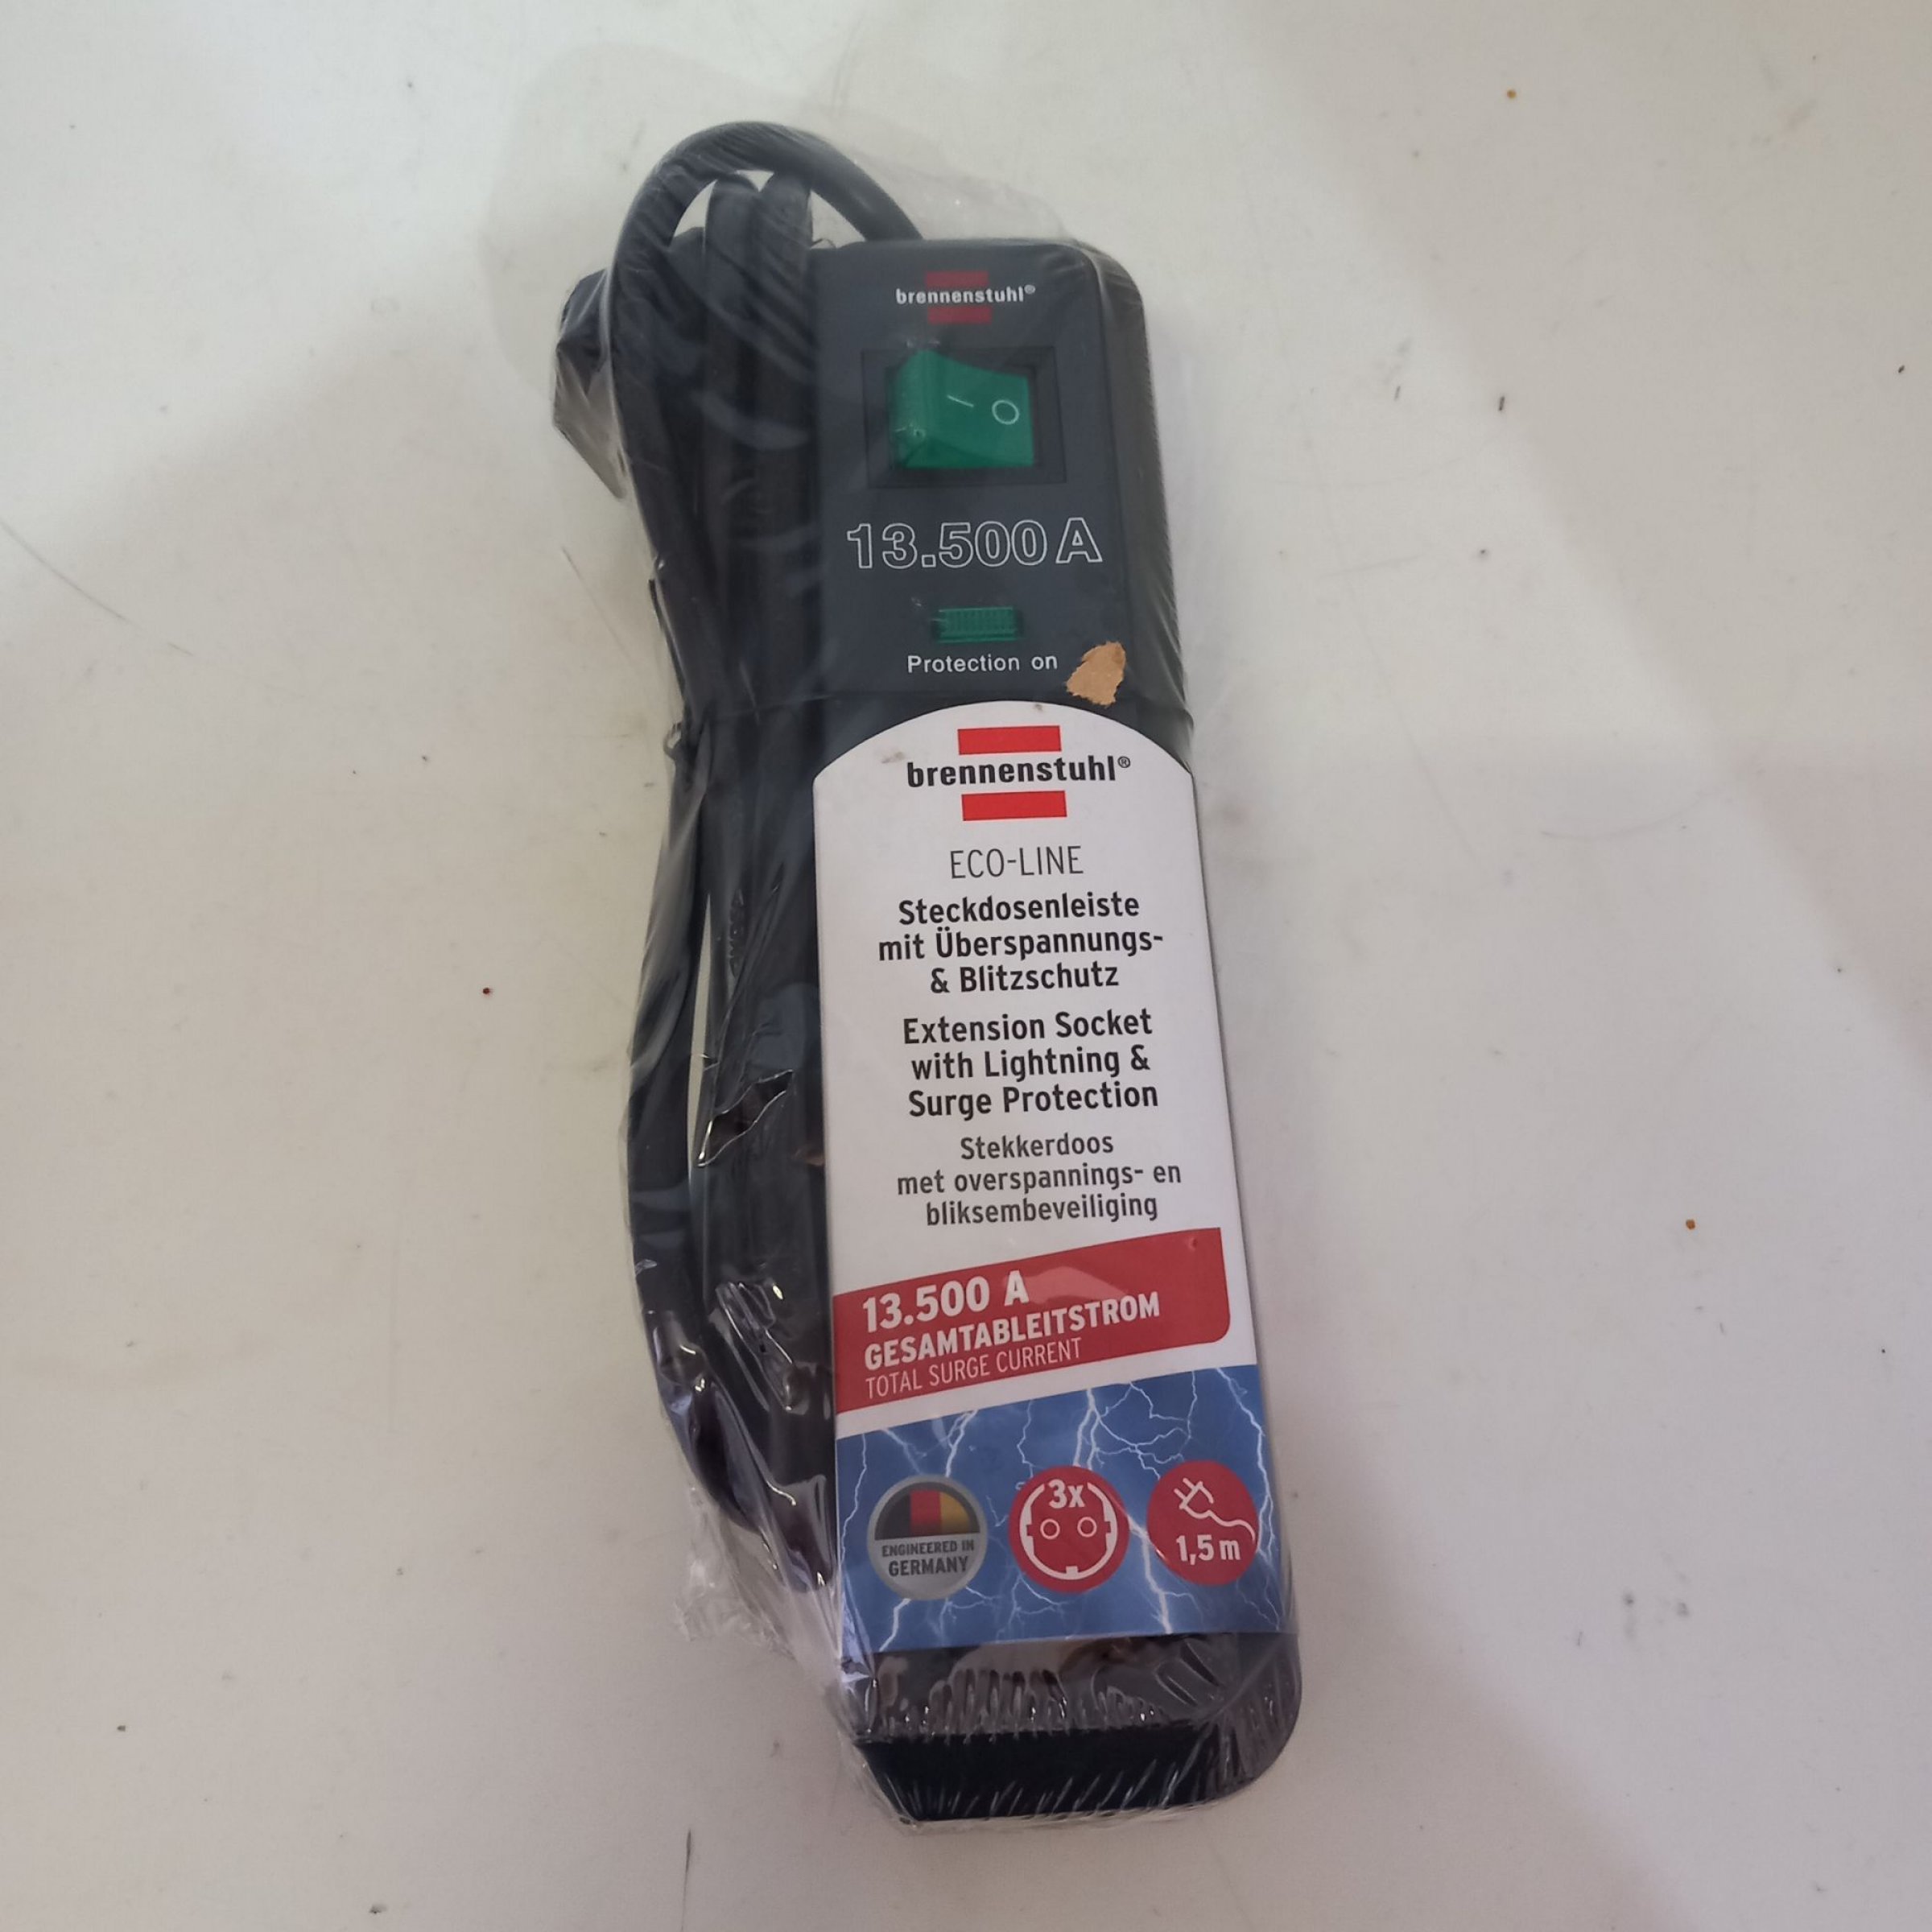 brennenstuhl®
I O
13.500 A
Protection on
brennenstuhl®
ECO-LINE
Steckdosenleiste
mit Überspannungs-
& Blitzschutz
Extension Socket
with Lightning &
Surge Protection
Stekkerdoos
met overspannings- en
bliksembeveiliging
13.500 A
GESAMTABLEITSTROM
TOTAL SURGE CURRENT
ENGINEERED IN
GERMANY
3x
1,5 m